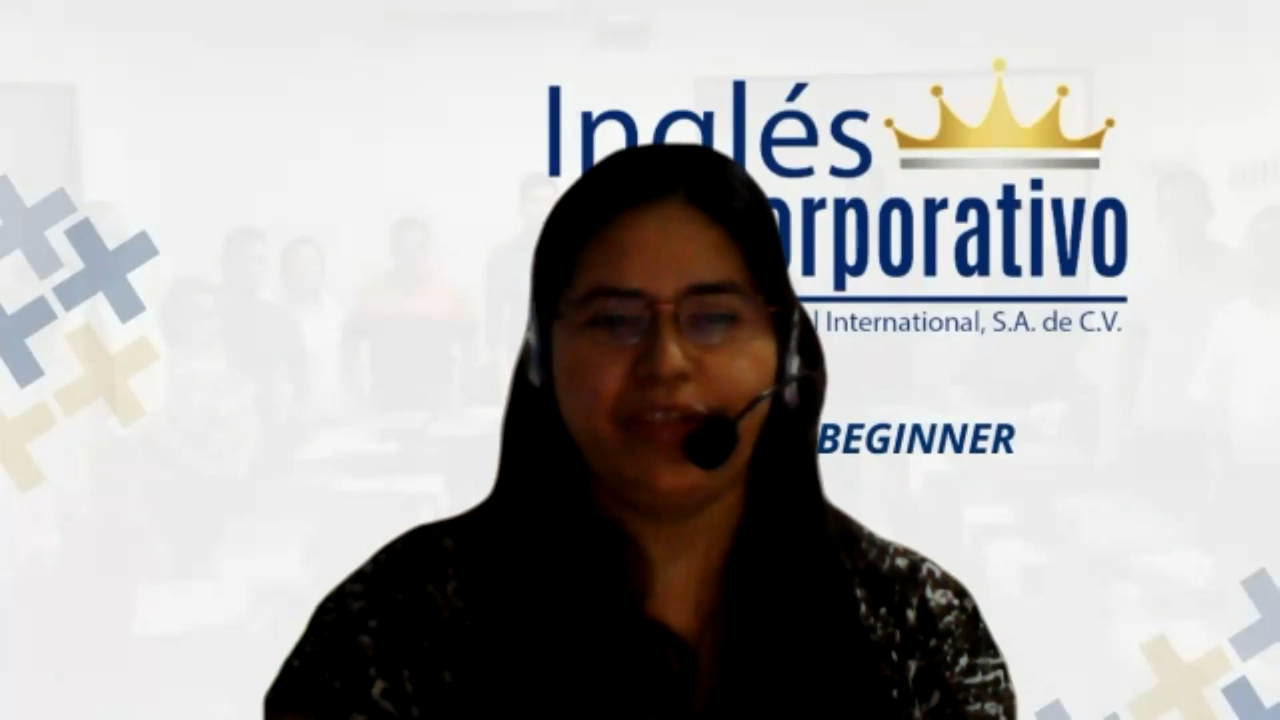 Inglés
orporativo
l International, S.A. de C.V.
BEGINNER